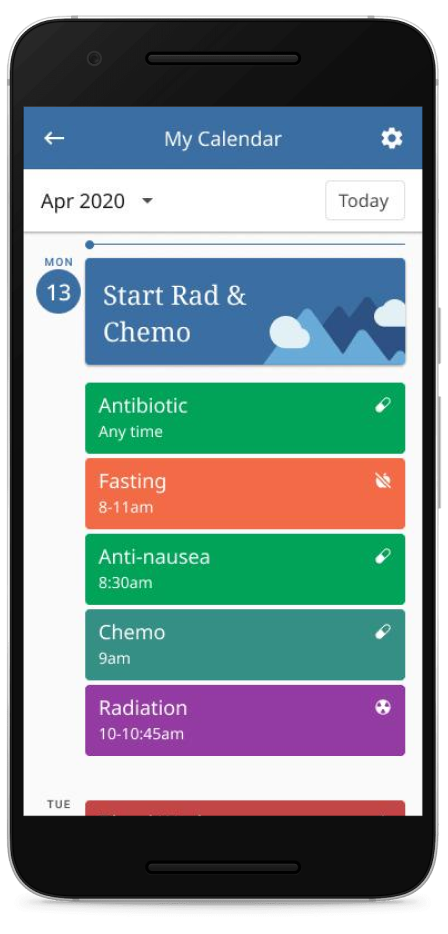 My Calendar
Apr 2020
Today
MON
13
Start Rad &
Chemo
Antibiotic
Any time
Fasting
8-11am
Anti-nausea
8:30am
Chemo
9am
Radiation
10-10:45am
TUE